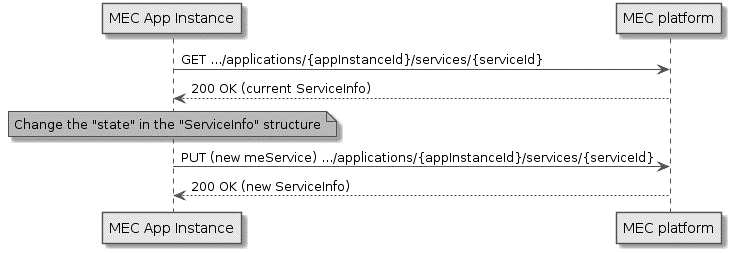 MEC App Instance
MEC platform
GET .../applications/{appInstanceId}/services/{serviceId}
200 OK (current ServiceInfo)
Change the "state" in the "ServiceInfo" structure
PUT (new meService) .../applications/{appInstanceId}/services/{serviceId}
200 OK (new ServiceInfo)
MEC App Instance
MEC platform